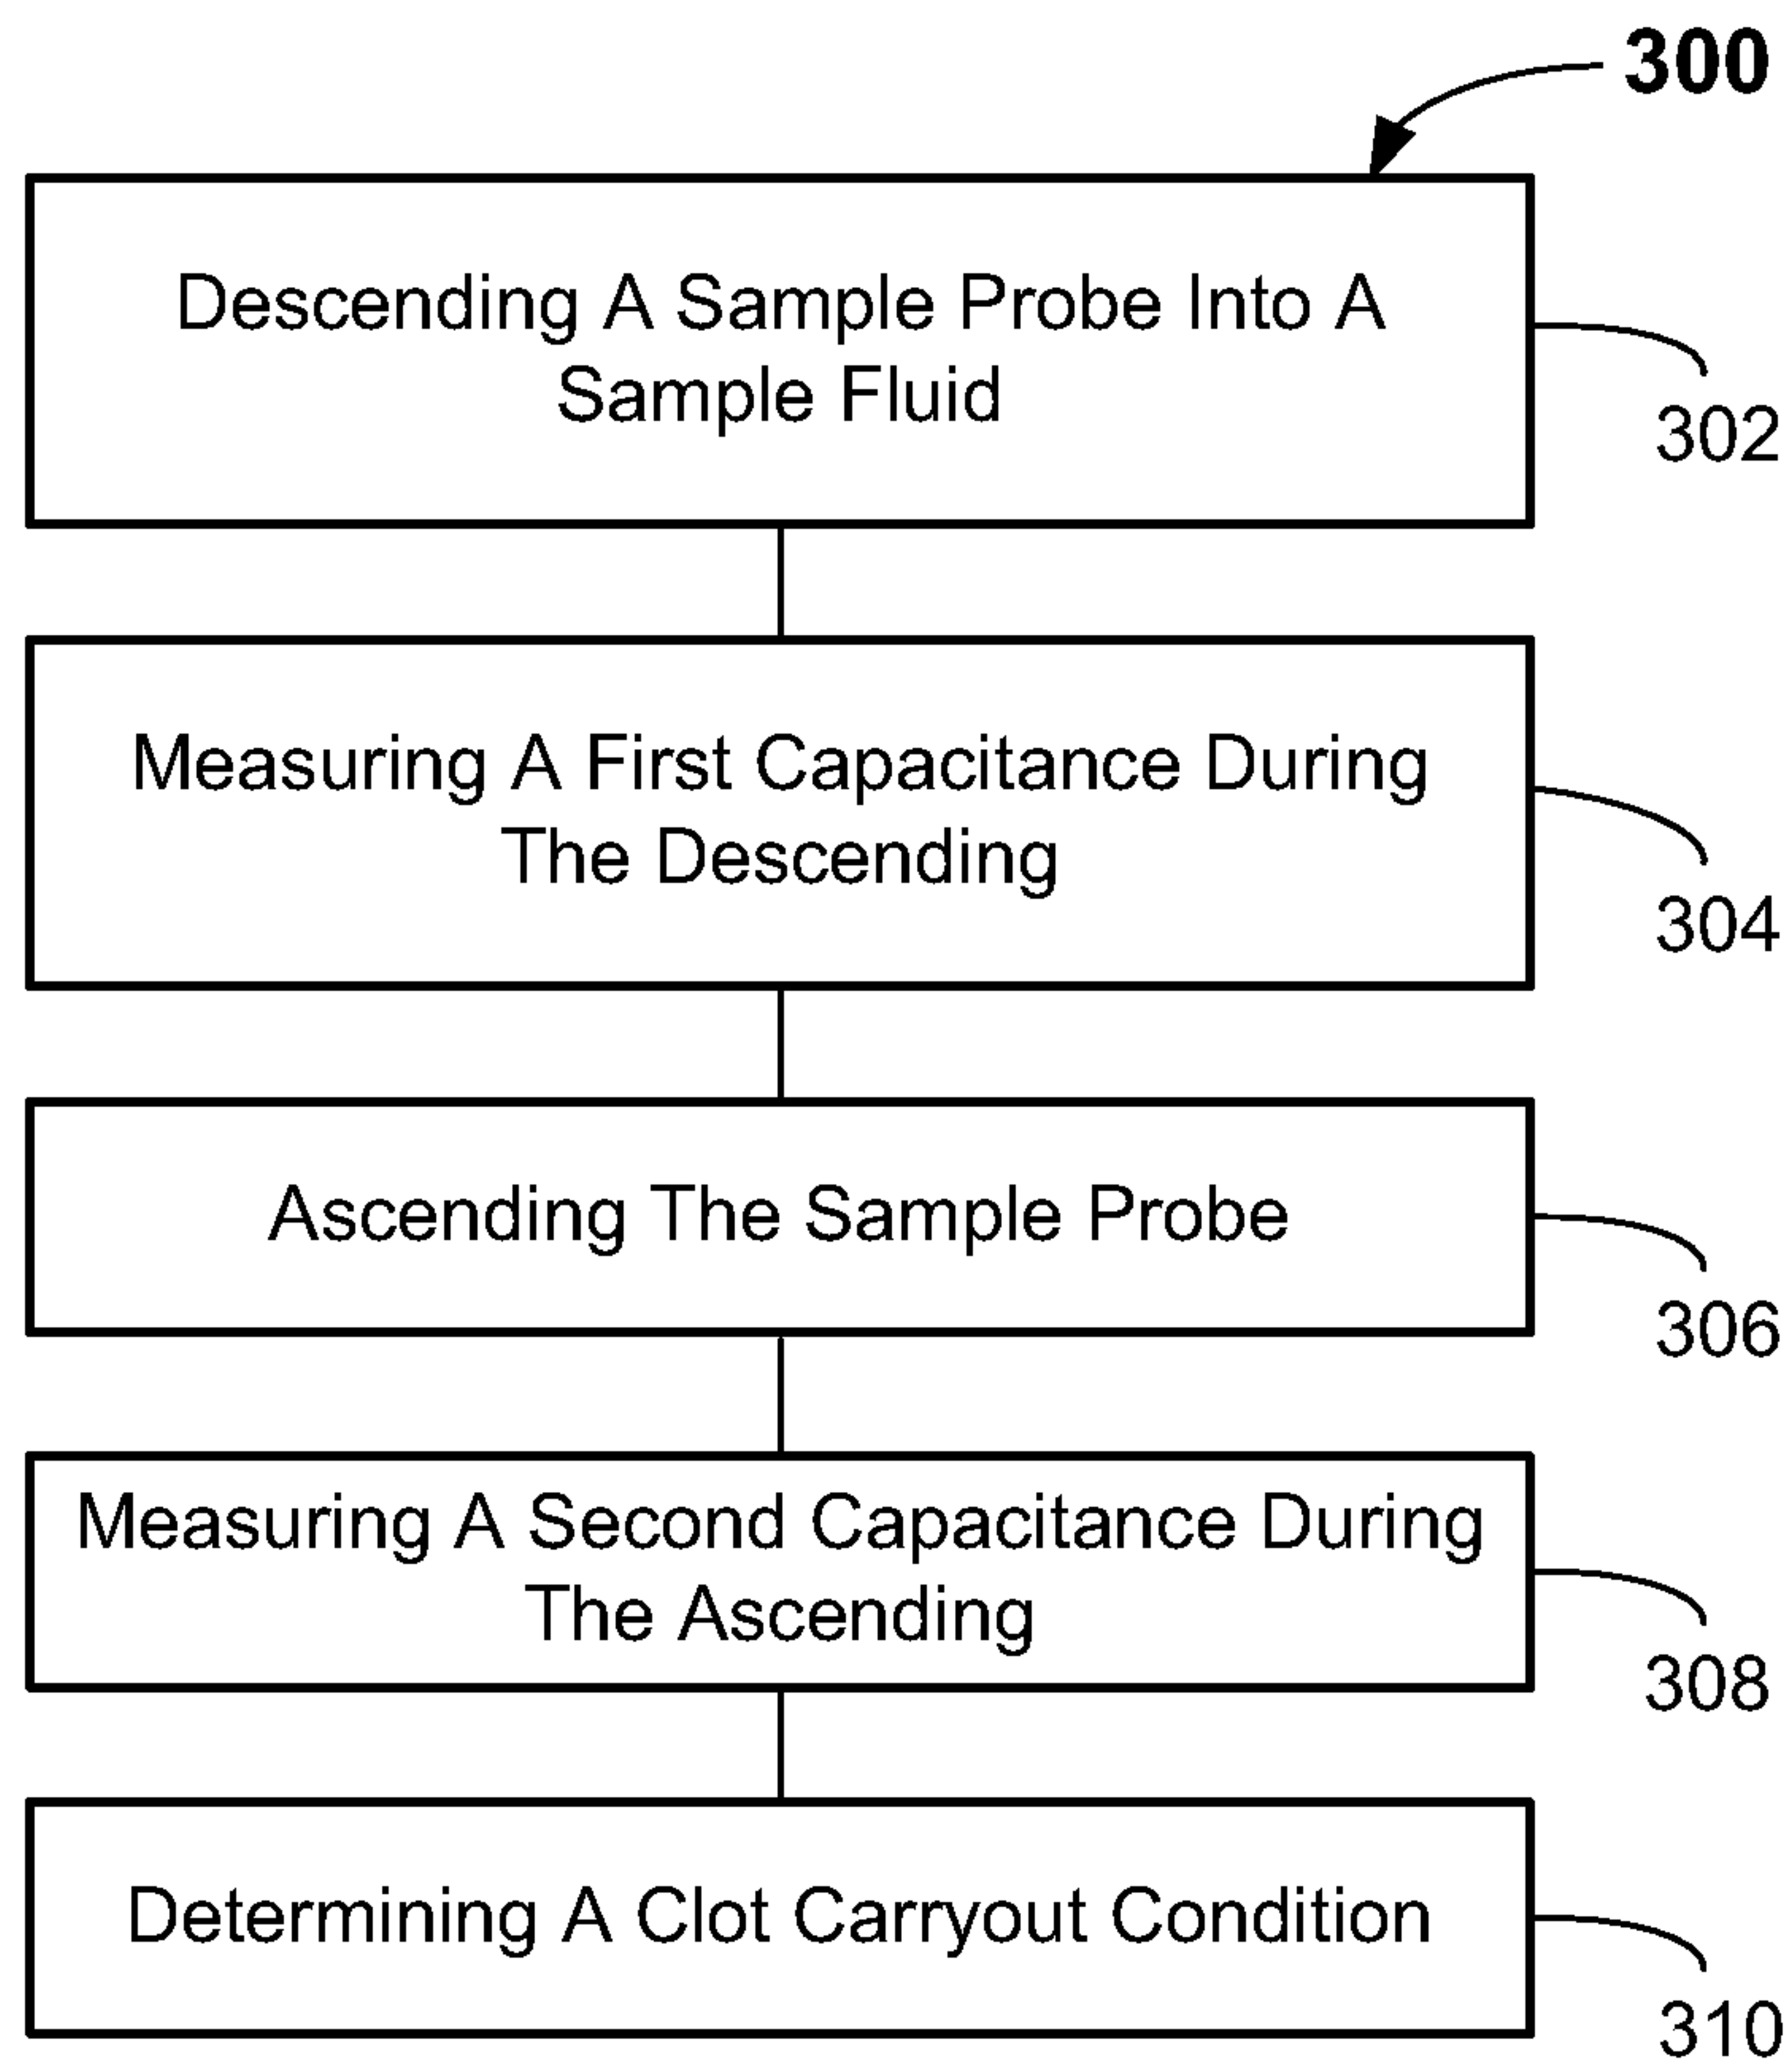 300
Descending A Sample Probe Into A
Sample Fluid
302
Measuring A First Capacitance During
The Descending
304
Ascending The Sample Probe
306
Measuring A Second Capacitance During
The Ascending
308
Determining A Clot Carryout Condition
310